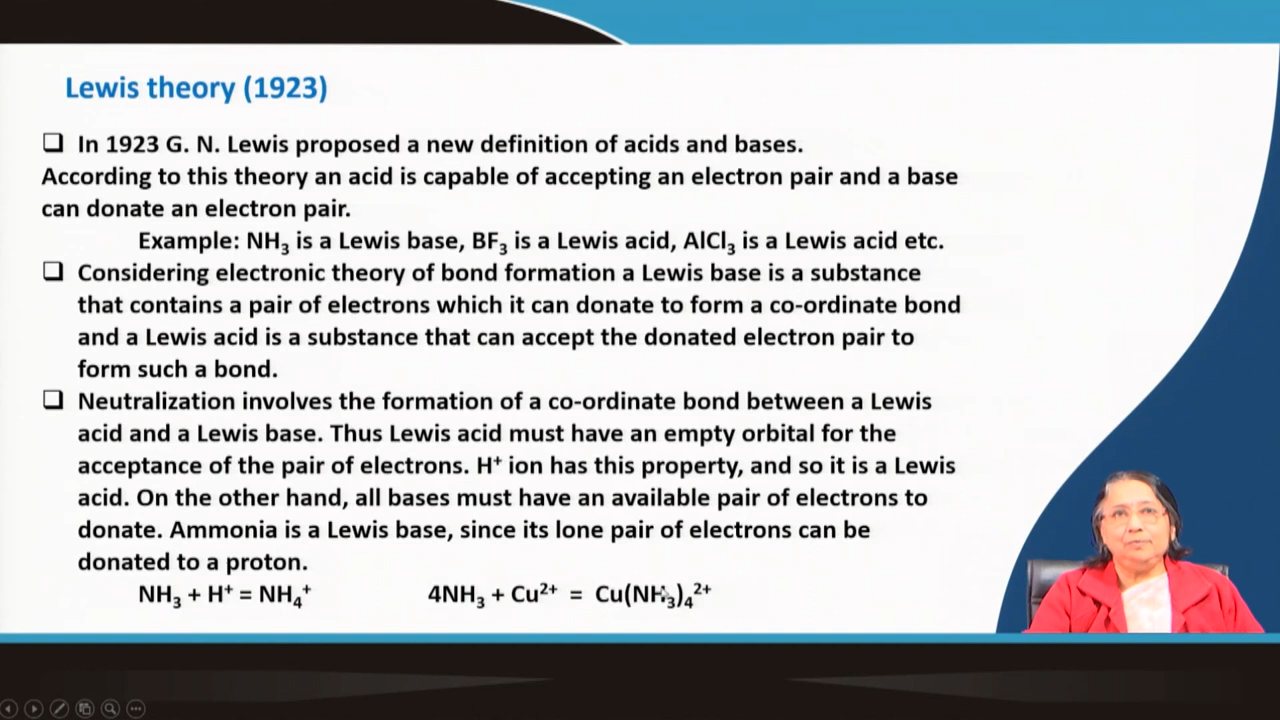 Lewis theory (1923)
❑ In 1923 G. N. Lewis proposed a new definition of acids and bases.
According to this theory an acid is capable of accepting an electron pair and a base
can donate an electron pair.
Example: NH₃ is a Lewis base, BF₃ is a Lewis acid, AlCl₃ is a Lewis acid etc.
❑ Considering electronic theory of bond formation a Lewis base is a substance
that contains a pair of electrons which it can donate to form a co-ordinate bond
and a Lewis acid is a substance that can accept the donated electron pair to
form such a bond.
❑ Neutralization involves the formation of a co-ordinate bond between a Lewis
acid and a Lewis base. Thus Lewis acid must have an empty orbital for the
acceptance of the pair of electrons. H⁺ ion has this property, and so it is a Lewis
acid. On the other hand, all bases must have an available pair of electrons to
donate. Ammonia is a Lewis base, since its lone pair of electrons can be
donated to a proton.
NH₃ + H⁺ = NH₄⁺ 4NH₃ + Cu²⁺ = Cu(NH₃)₄²⁺